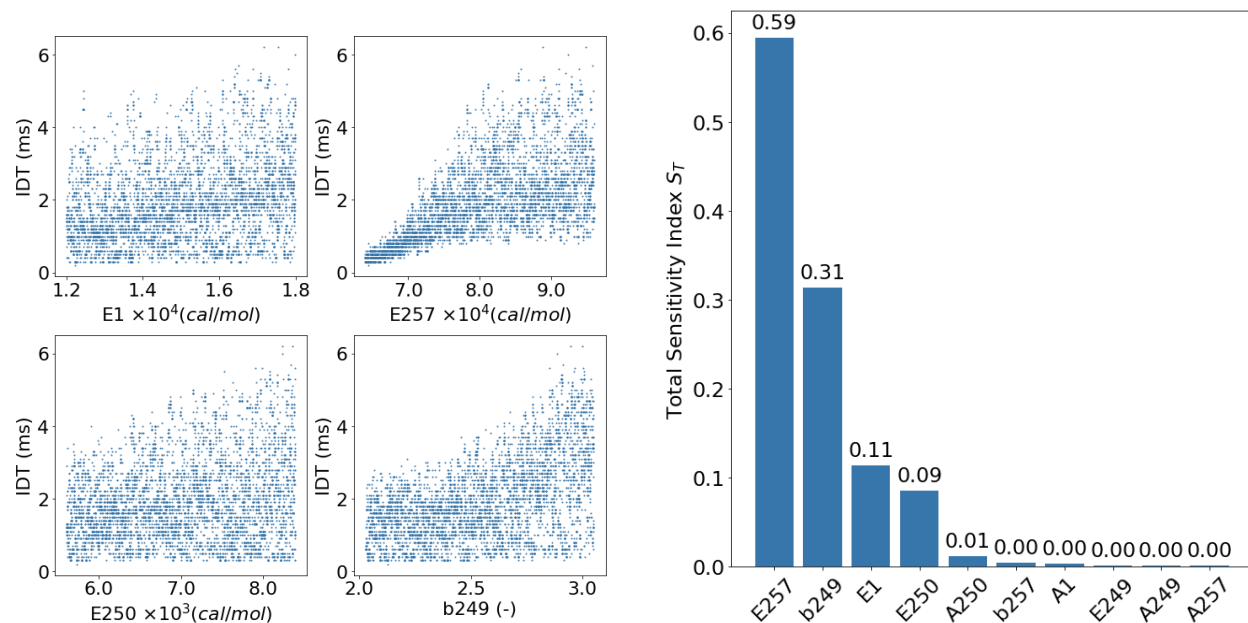 IDT (ms)
6
4
2
0
1.2
1.4
1.6
1.8
E1 ×10⁴(cal/mol)
IDT (ms)
6
4
2
0
7.0
8.0
9.0
E257 ×10⁴(cal/mol)
IDT (ms)
6
4
2
0
6.0
7.0
8.0
E250 ×10³(cal/mol)
IDT (ms)
6
4
2
0
2.0
2.5
3.0
b249 (-)
Total Sensitivity Index S_T
0.6
0.5
0.4
0.3
0.2
0.1
0.0
0.59
0.31
0.11
0.09
0.01
0.00
0.00
0.00
0.00
0.00
E257
b249
E1
E250
A250
b257
A1
E249
A249
A257